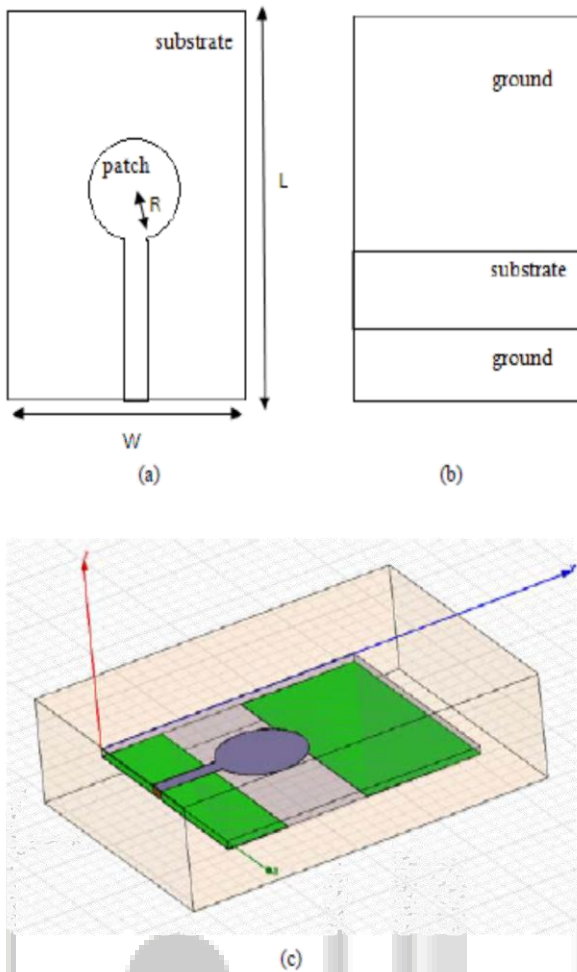 substrate
patch
R
L
W
(a)
ground
substrate
ground
(b)
(c)